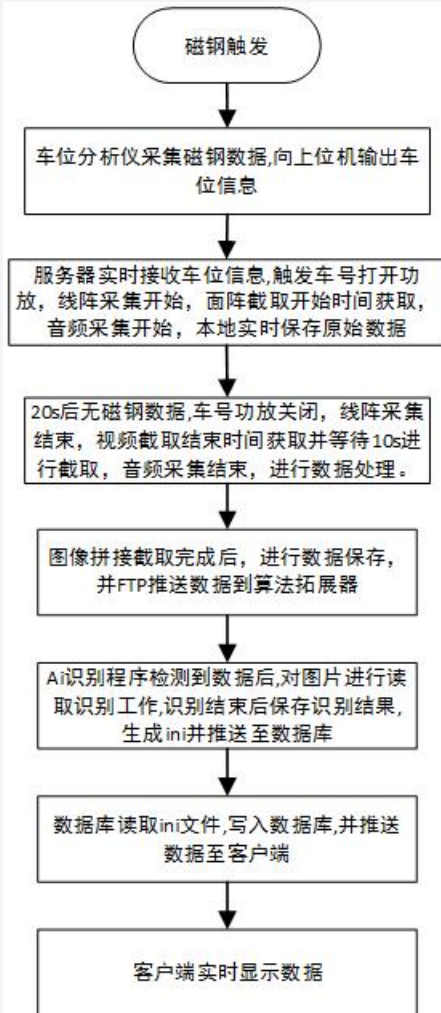 磁钢触发
车位分析仪采集磁钢数据,向上位机输出车
位信息
服务器实时接收车位信息,触发车号打开功
放，线阵采集开始，面阵截取开始时间获取，
音频采集开始，本地实时保存原始数据
20s后无磁钢数据,车号功放关闭，线阵采集
结束，视频截取结束时间获取并等待10s进
行截取，音频采集结束，进行数据处理。
图像拼接截取完成后，进行数据保存，
并FTP推送数据到算法拓展器
Ai识别程序检测到数据后,对图片进行读
取识别工作,识别结束后保存识别结果,
生成ini并推送至数据库
数据库读取ini文件,写入数据库,并推送
数据至客户端
客户端实时显示数据